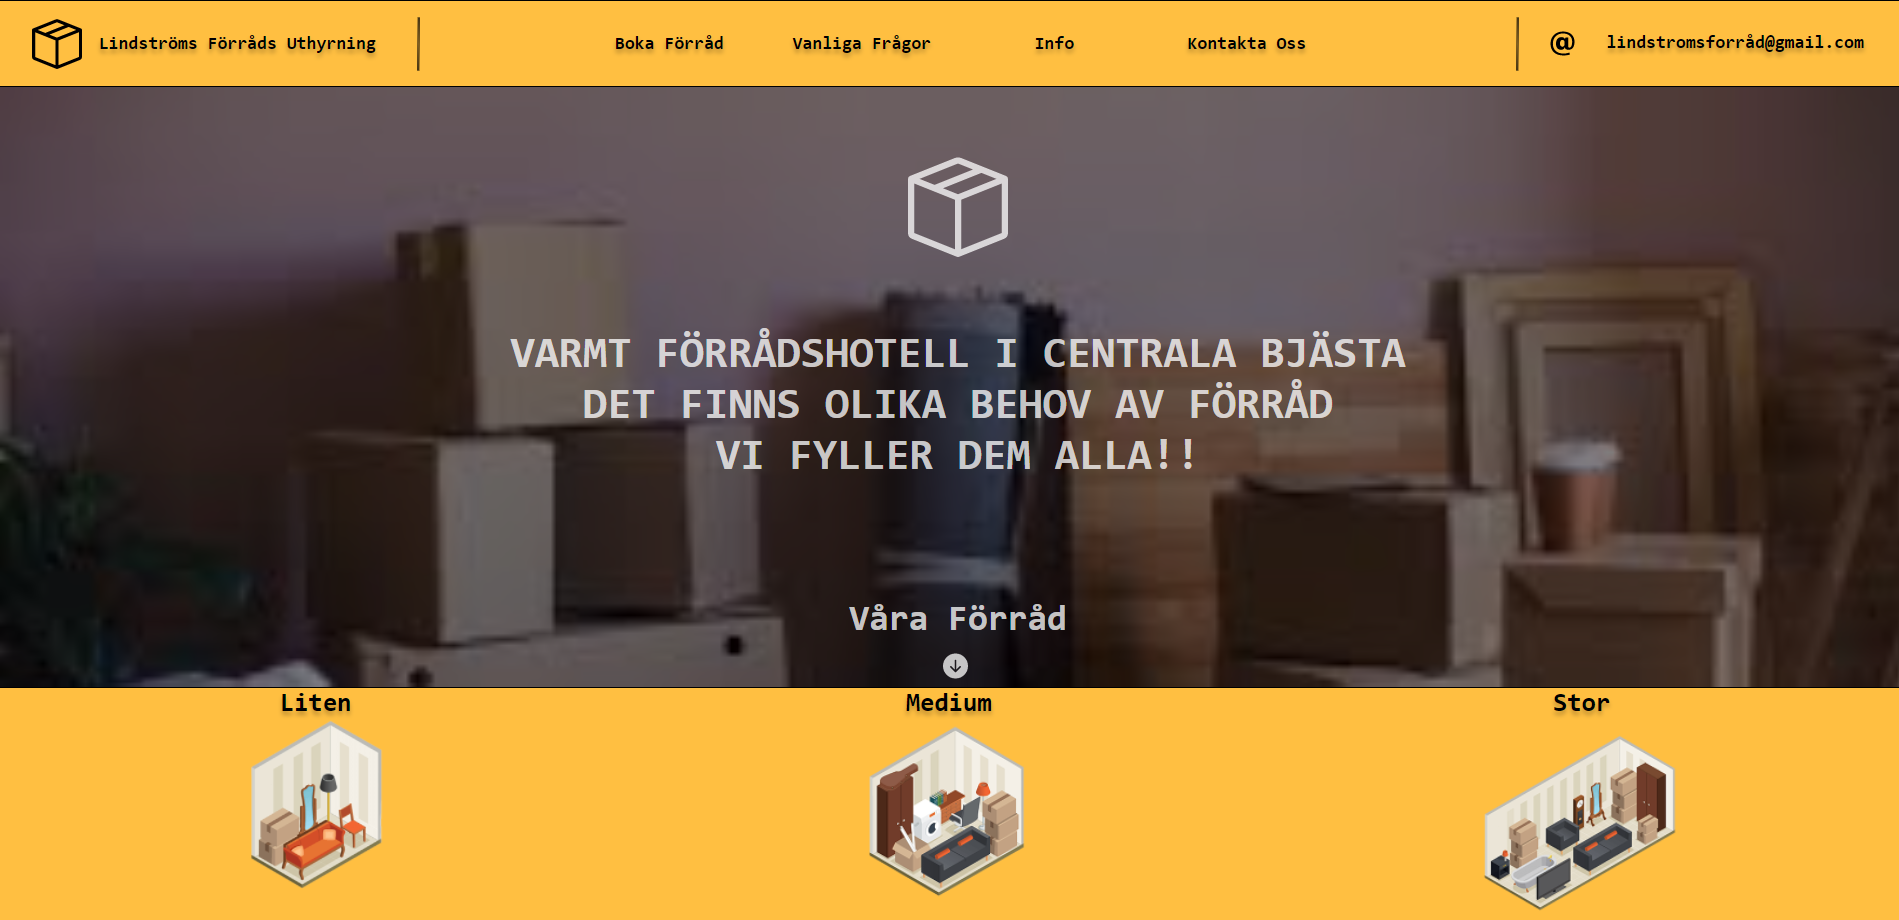 Lindströms Förråds Uthyrning
Boka Förråd
Vanliga Frågor
Info
Kontakta Oss
@ lindstromsforråd@gmail.com
VARMT FÖRRÅDSHOTELL I CENTRALA BJÄSTA
DET FINNS OLIKA BEHOV AV FÖRRÅD
VI FYLLER DEM ALLA!!
Våra Förråd
Liten
Medium
Stor